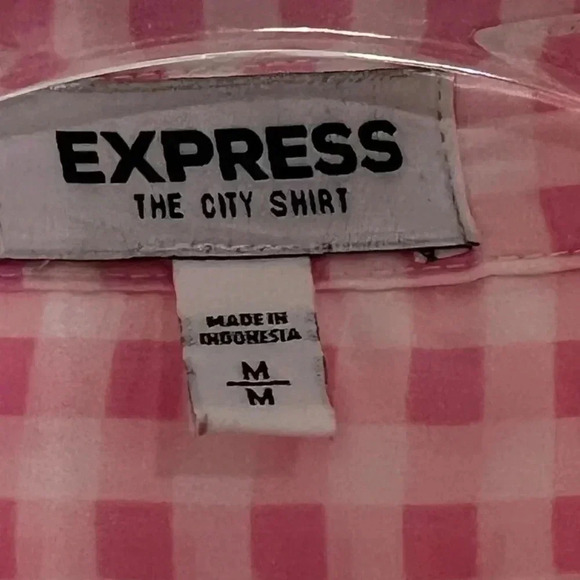 EXPRESS
THE CITY SHIRT
MADE IN
INDONESIA
M
M